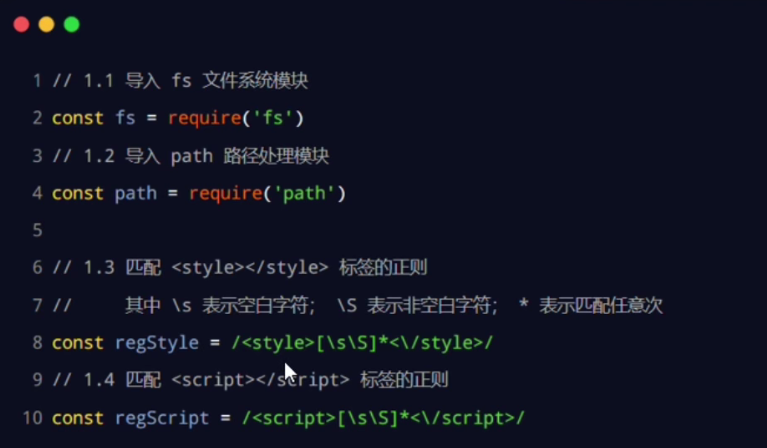 1 // 1.1 导入 fs 文件系统模块
2 const fs = require('fs')
3 // 1.2 导入 path 路径处理模块
4 const path = require('path')
5
6 // 1.3 匹配 <style></style> 标签的正则
7 //     其中 \s 表示空白字符； \S 表示非空白字符； * 表示匹配任意次
8 const regStyle = /<style>[\s\S]*<\/style>/
9 // 1.4 匹配 <script></script> 标签的正则
10 const regScript = /<script>[\s\S]*<\/script>/